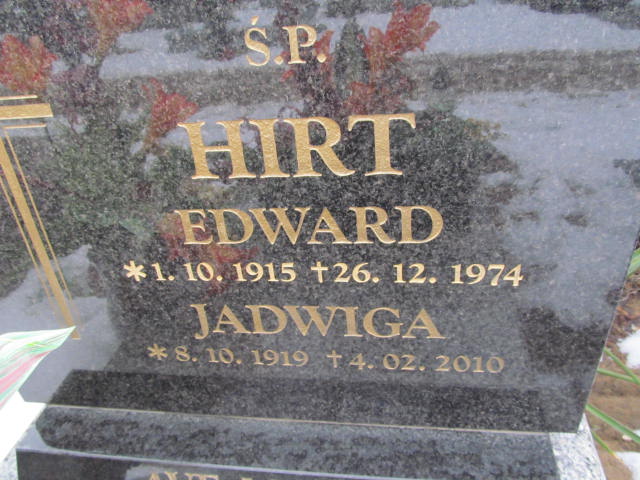 Ś.P.
HIRT
EDWARD
* 1. 10. 1915 † 26. 12. 1974
JADWIGA
* 8. 10. 1919 † 4. 02. 2010